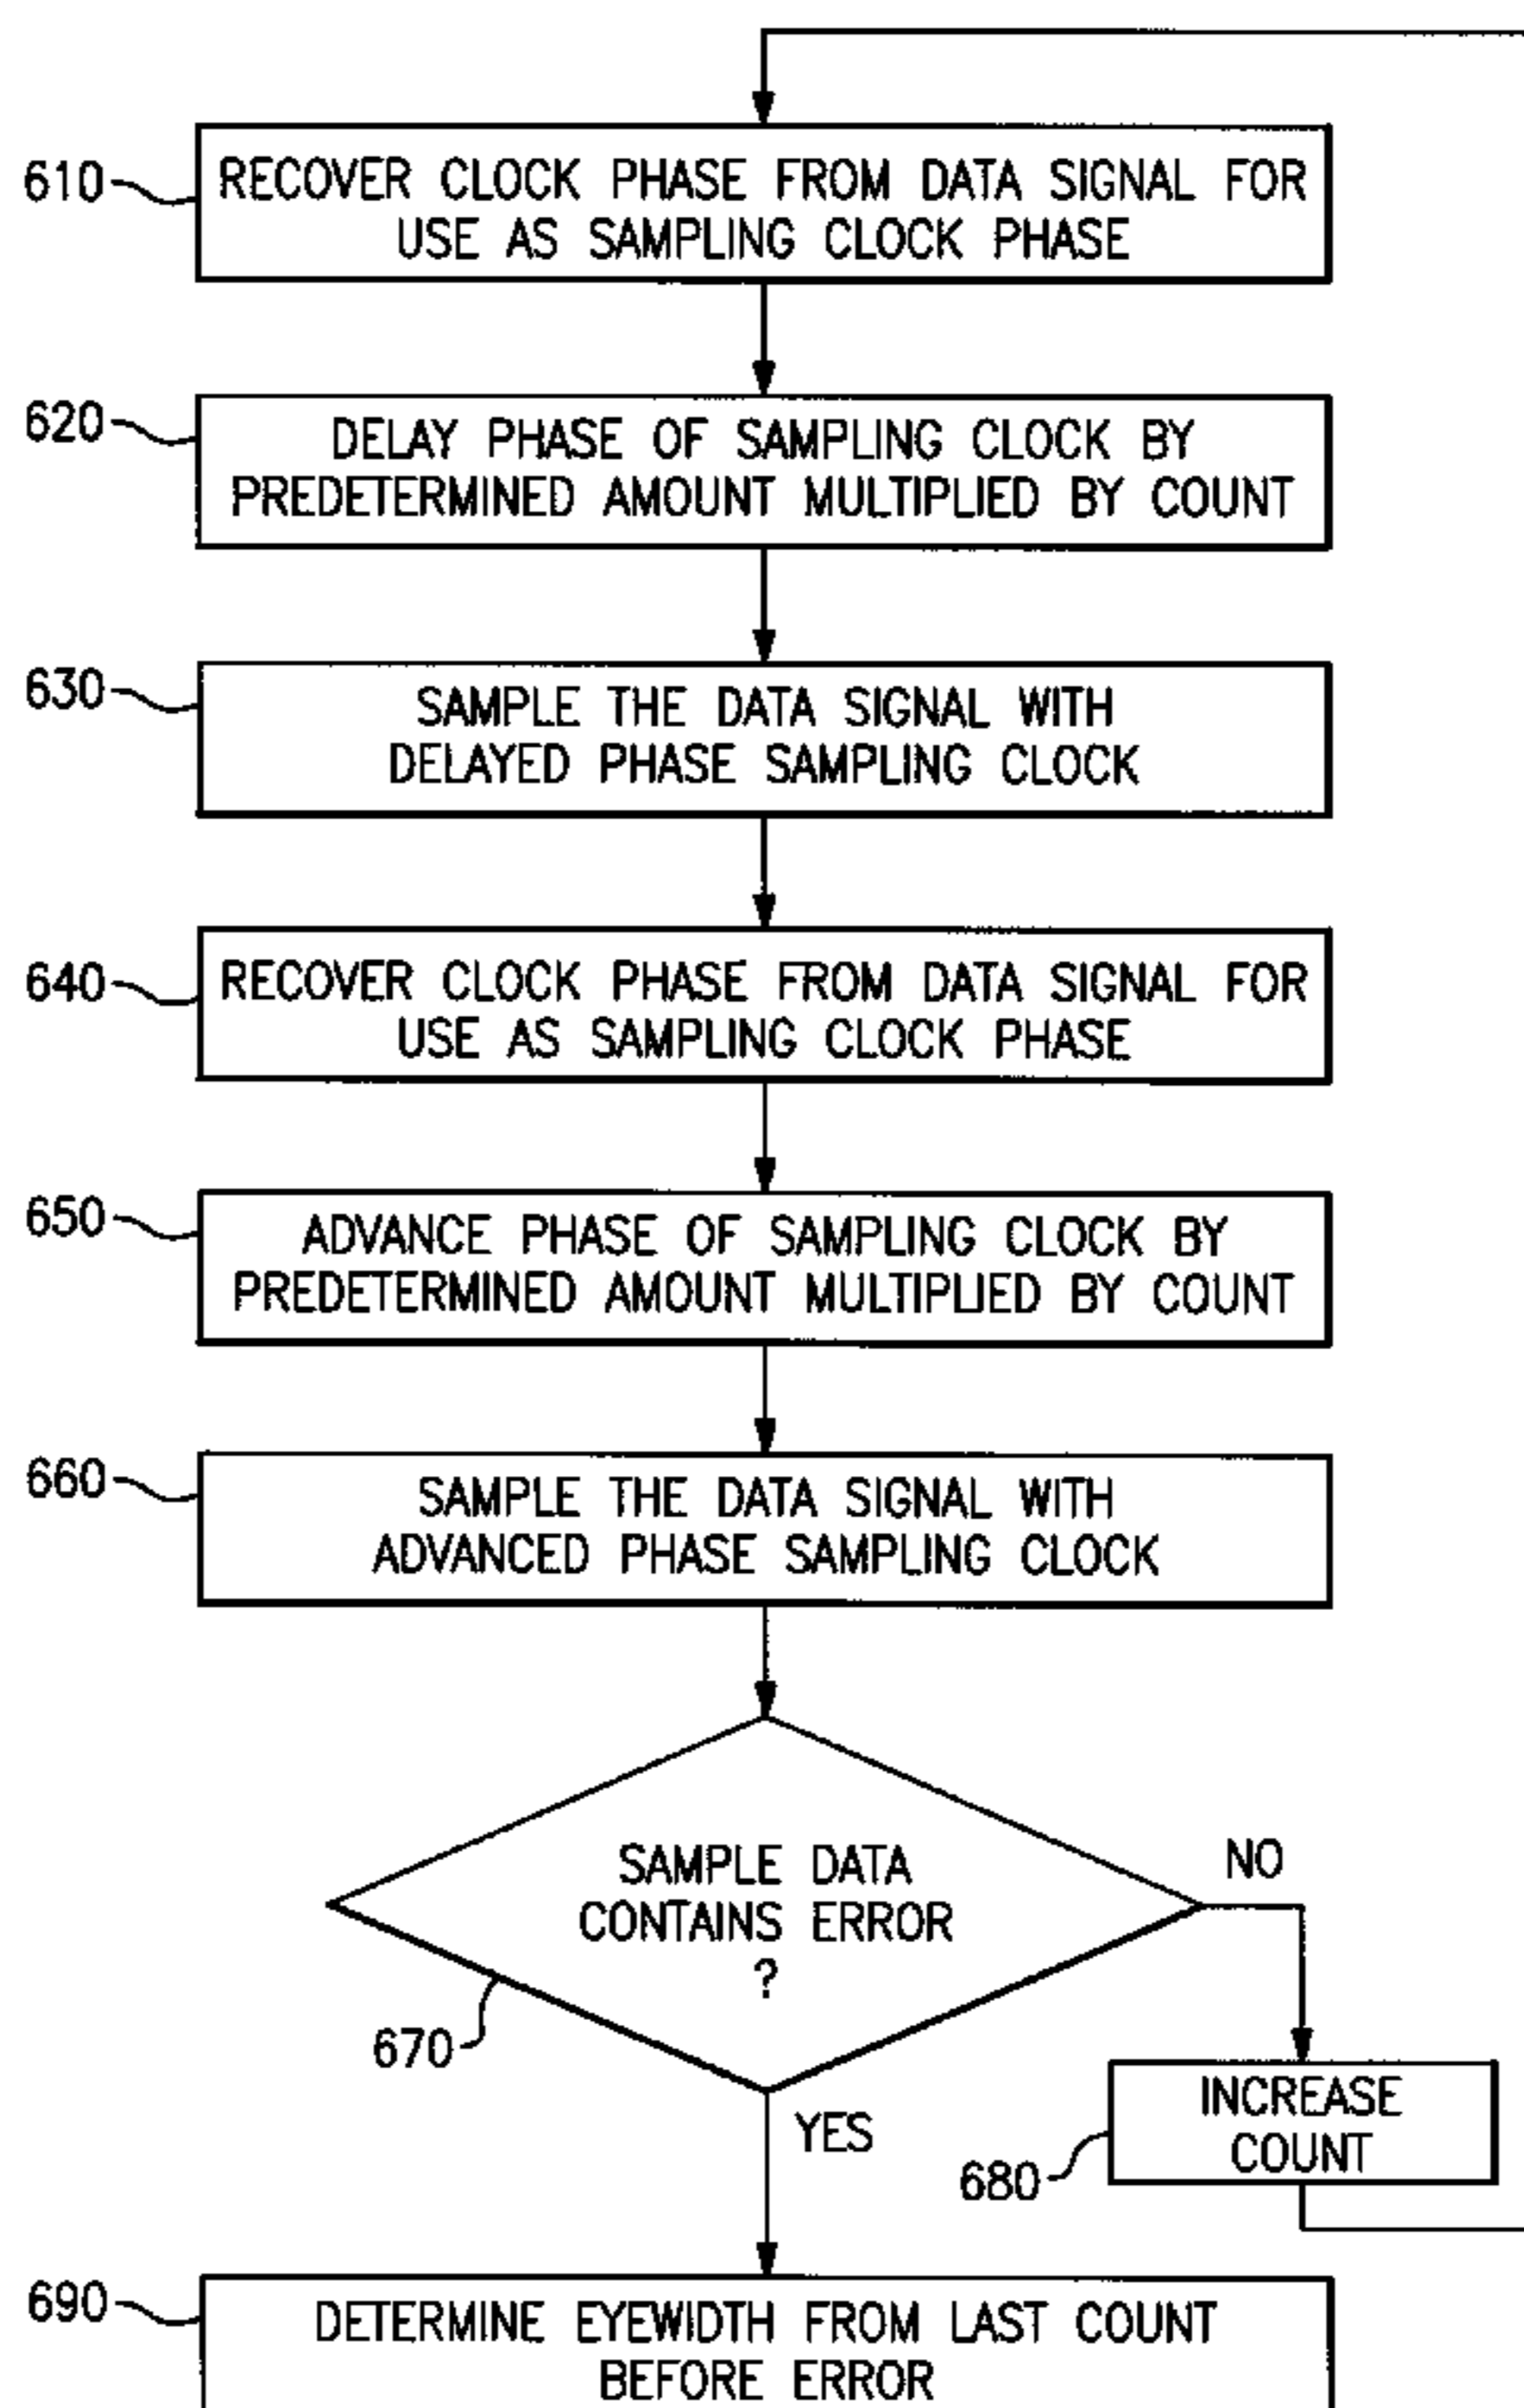 610
RECOVER CLOCK PHASE FROM DATA SIGNAL FOR
USE AS SAMPLING CLOCK PHASE
620
DELAY PHASE OF SAMPLING CLOCK BY
PREDETERMINED AMOUNT MULTIPLIED BY COUNT
630
SAMPLE THE DATA SIGNAL WITH
DELAYED PHASE SAMPLING CLOCK
640
RECOVER CLOCK PHASE FROM DATA SIGNAL FOR
USE AS SAMPLING CLOCK PHASE
650
ADVANCE PHASE OF SAMPLING CLOCK BY
PREDETERMINED AMOUNT MULTIPLIED BY COUNT
660
SAMPLE THE DATA SIGNAL WITH
ADVANCED PHASE SAMPLING CLOCK
SAMPLE DATA
CONTAINS ERROR
?
670
NO
YES
INCREASE
COUNT
680
690
DETERMINE EYEWIDTH FROM LAST COUNT
BEFORE ERROR